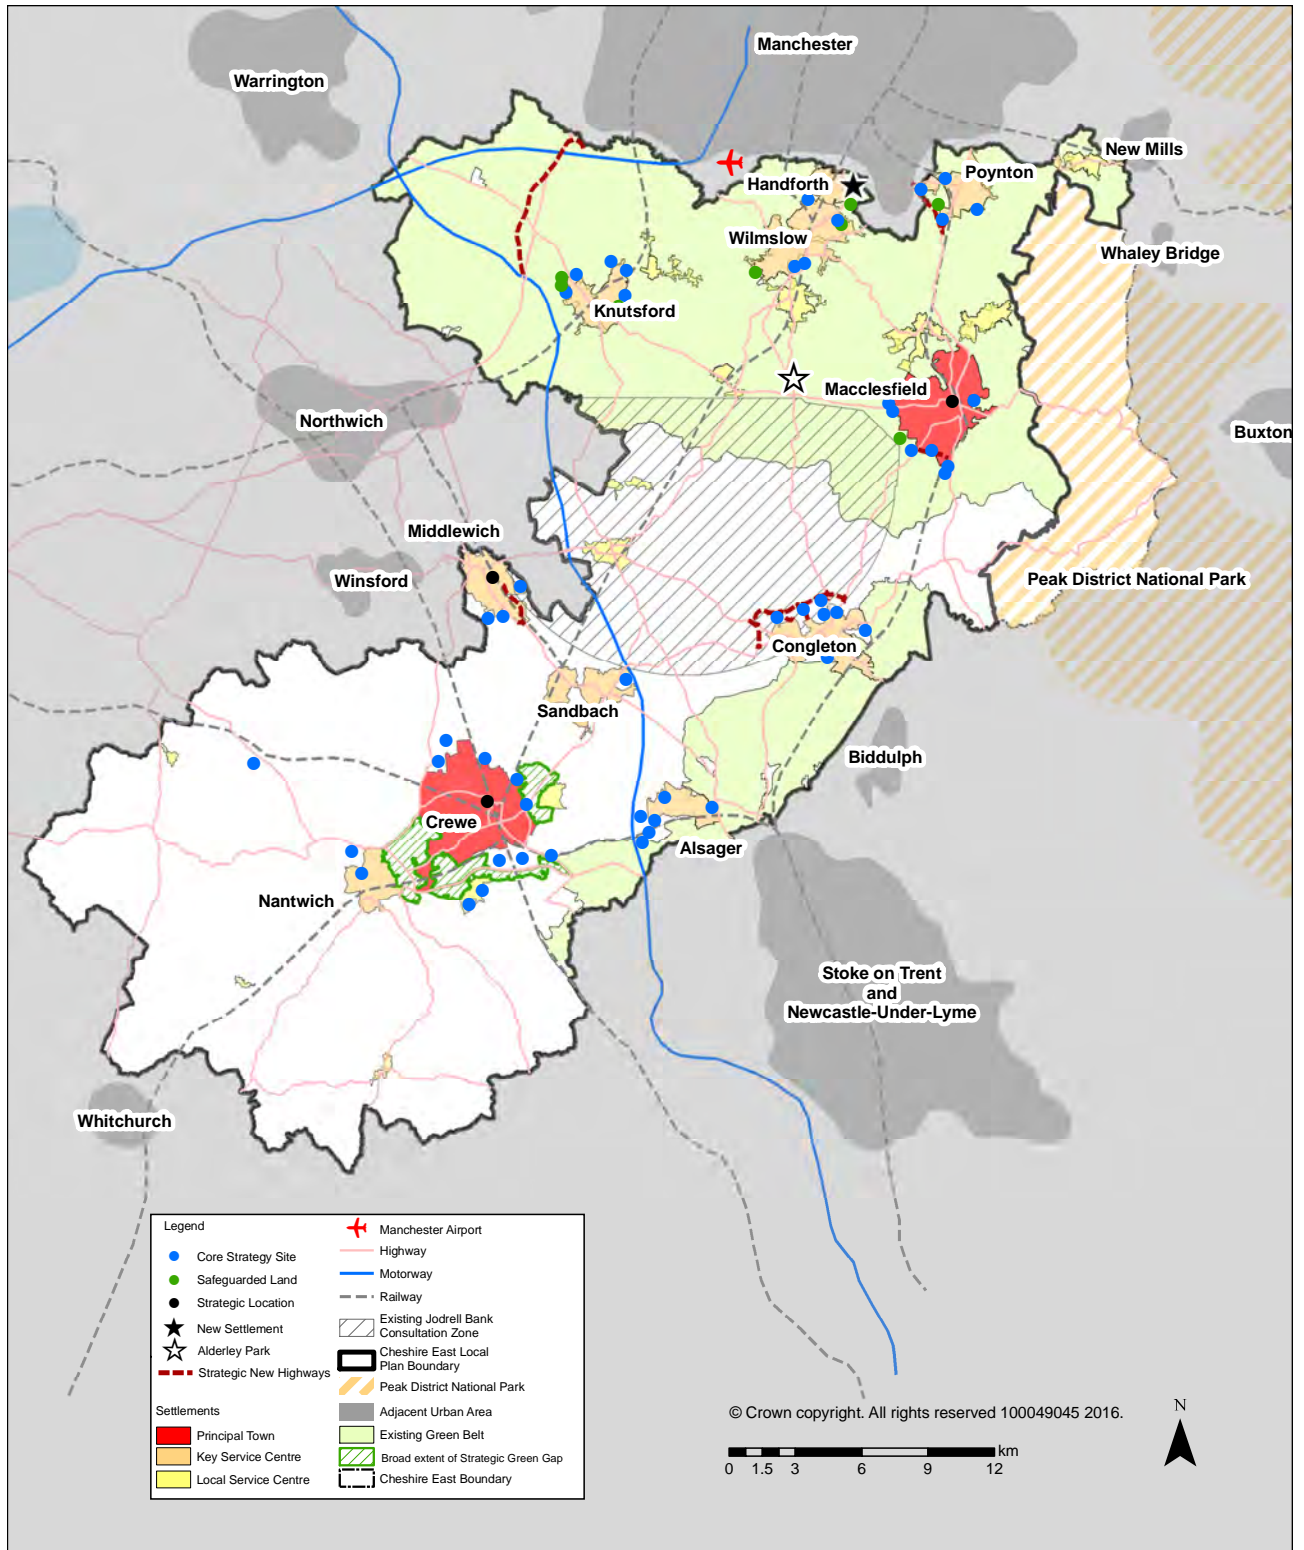 Manchester
Warrington
New Mills
Handforth
Poynton
Wilmslow
Whaley Bridge
Knutsford
Macclesfield
Northwich
Buxton
Middlewich
Winsford
Peak District National Park
Congleton
Sandbach
Biddulph
Crewe
Alsager
Nantwich
Stoke on Trent
and
Newcastle-Under-Lyme
Whitchurch
Legend
Core Strategy Site
Safeguarded Land
Strategic Location
New Settlement
Alderley Park
Strategic New Highways
Settlements
Principal Town
Key Service Centre
Local Service Centre
Manchester Airport
Highway
Motorway
Railway
Existing Jodrell Bank
Consultation Zone
Cheshire East Local
Plan Boundary
Peak District National Park
Adjacent Urban Area
Existing Green Belt
Broad extent of Strategic Green Gap
Cheshire East Boundary
© Crown copyright. All rights reserved 100049045 2016.
N
km
0 1.5 3 6 9 12